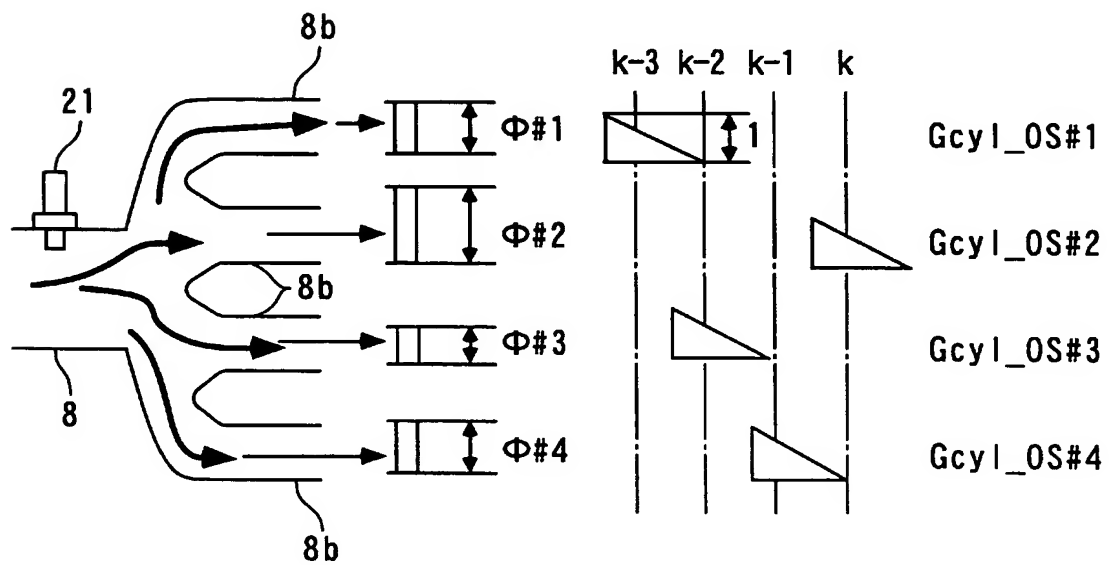 8b
21
k-3 k-2 k-1 k
Φ#1
1
Gcyl_OS#1
Φ#2
Gcyl_OS#2
8b
Φ#3
Gcyl_OS#3
8
Φ#4
Gcyl_OS#4
8b